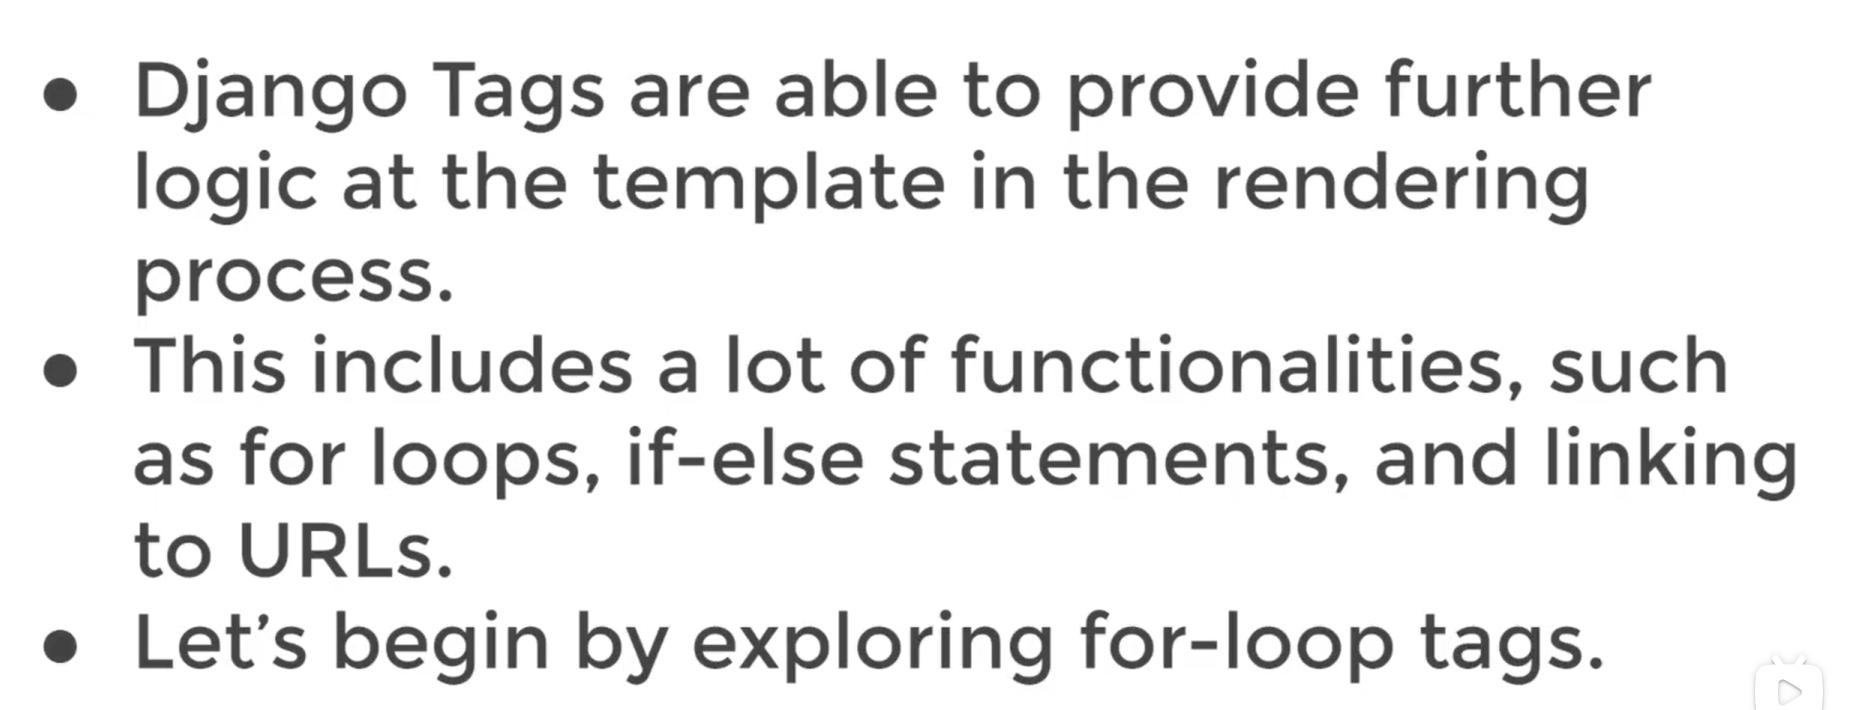 ● Django Tags are able to provide further
logic at the template in the rendering
process.
● This includes a lot of functionalities, such
as for loops, if-else statements, and linking
to URLs.
● Let’s begin by exploring for-loop tags.